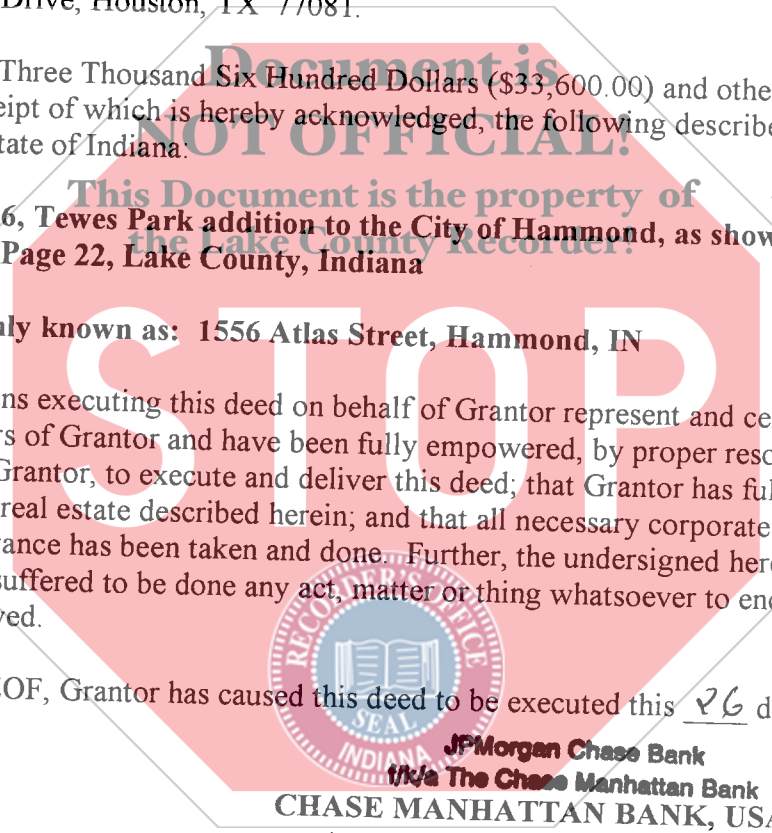 Drive, Houston, TX 77081.
Document is
Three Thousand Six Hundred Dollars ($33,600.00) and othe
eipt of which is hereby acknowledged, the following describe
NOT OFFICIAL!
tate of Indiana:
This Document is the property of
6, Tewes Park addition to the City of Hammond, as show
the Lake County Recorder!
Page 22, Lake County, Indiana
STOP
nly known as: 1556 Atlas Street, Hammond, IN
ns executing this deed on behalf of Grantor represent and ce
rs of Grantor and have been fully empowered, by proper reso
Grantor, to execute and deliver this deed; that Grantor has ful
real estate described herein; and that all necessary corporate
ance has been taken and done. Further, the undersigned here
suffered to be done any act, matter or thing whatsoever to en
yed.
RECORDER'S OFFICE
SEAL
INDIANA
EOF, Grantor has caused this deed to be executed this 26 d
JPMorgan Chase Bank
f/k/a The Chase Manhattan Bank
CHASE MANHATTAN BANK, USA